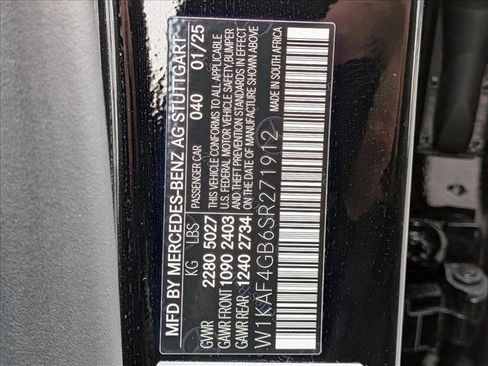 MFD BY MERCEDES-BENZ AG STUTTGART
PASSENGER CAR 040 01/25
KG LBS
THIS VEHICLE CONFORMS TO ALL APPLICABLE
GVWR 2280 5027
U.S. FEDERAL MOTOR VEHICLE SAFETY, BUMPER
GAWR FRONT 1090 2403
AND THEFT PREVENTION STANDARDS IN EFFECT
GAWR REAR 1240 2734
ON THE DATE OF MANUFACTURE SHOWN ABOVE
W1KAF4GB6SR271912
MADE IN SOUTH AFRICA